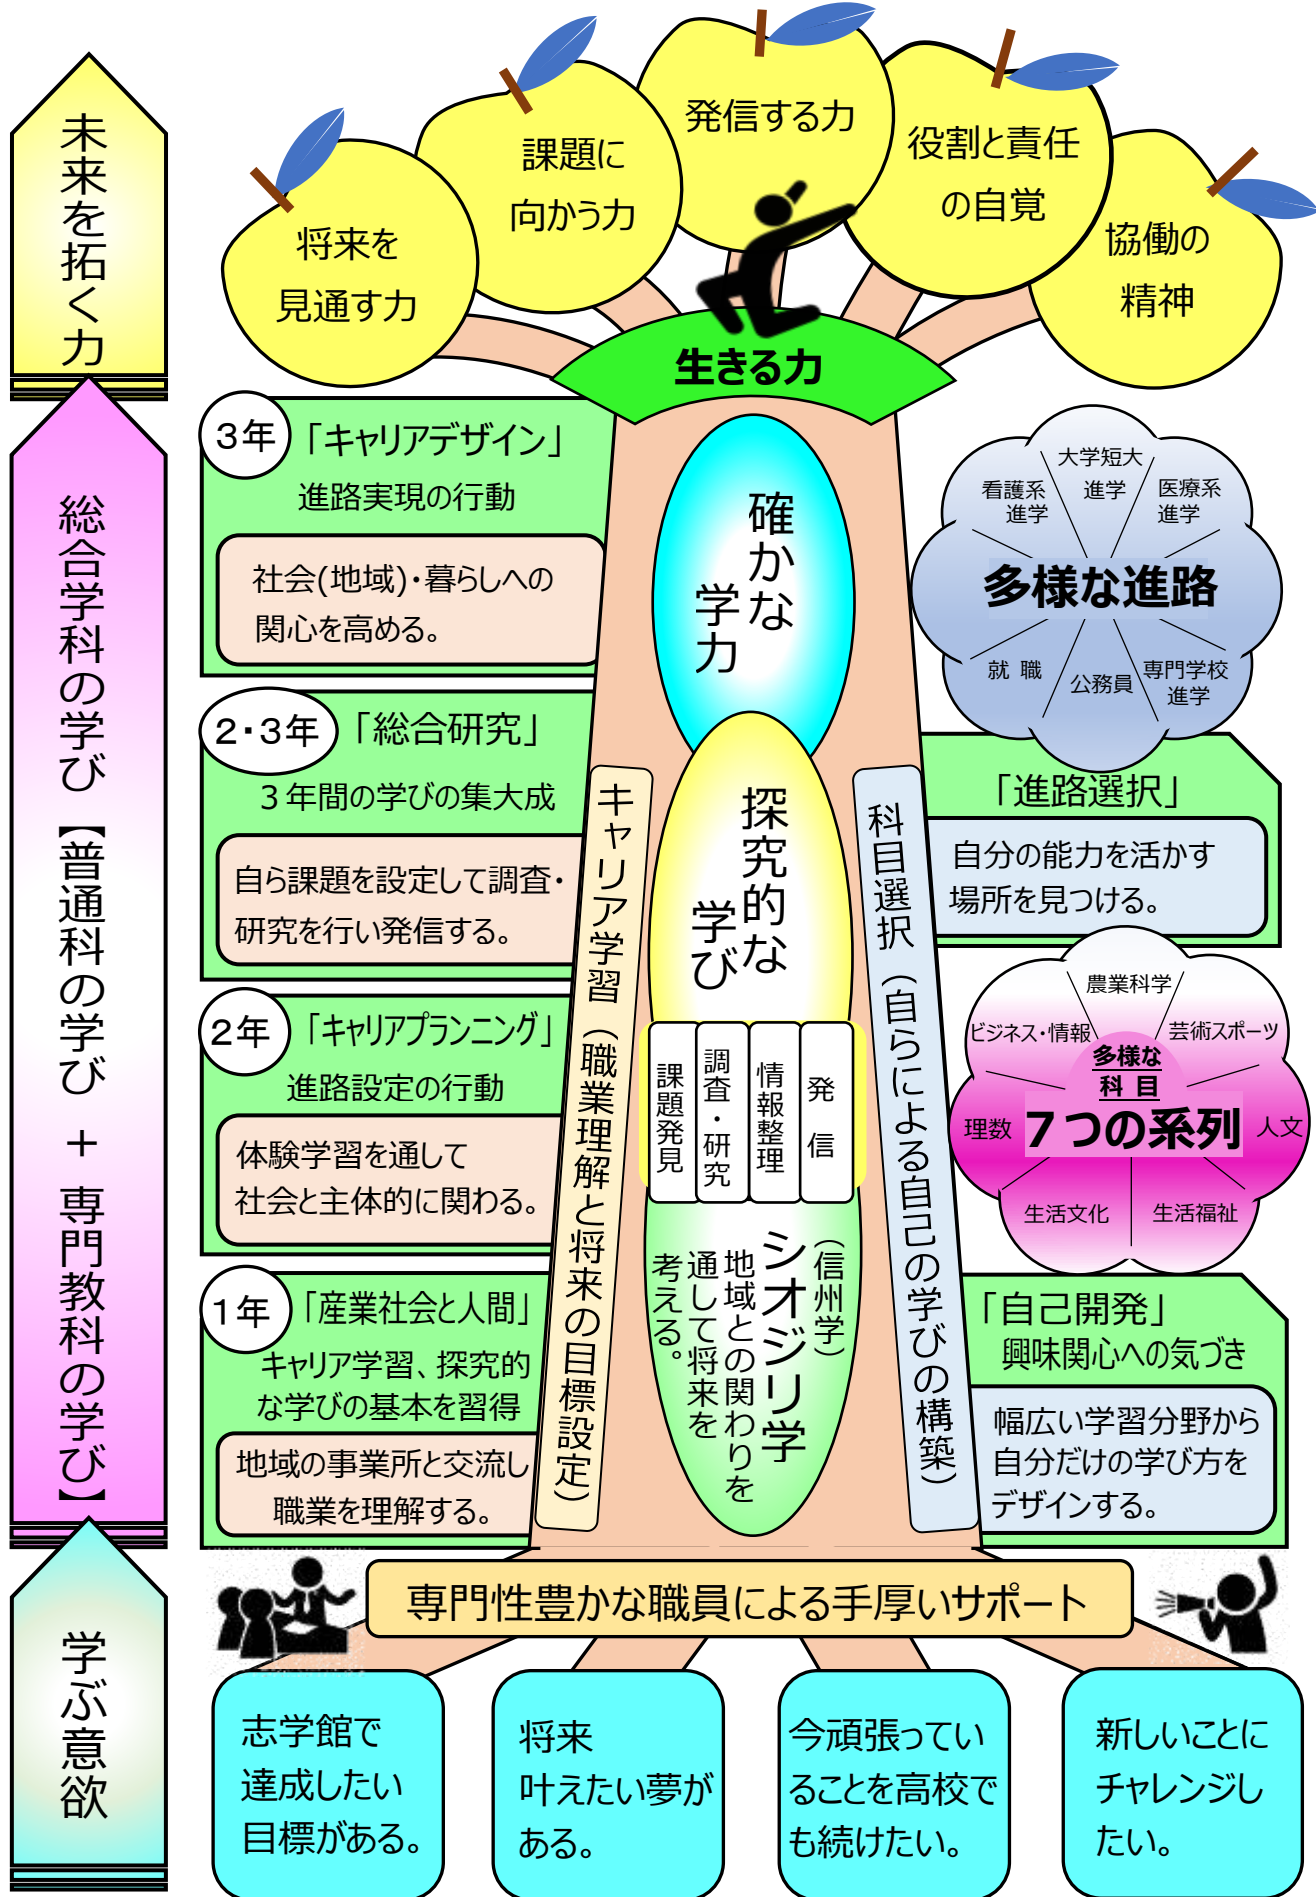 未来を拓く力
総合学科の学び【普通科の学び ＋ 専門教科の学び】
学ぶ意欲
将来を
見通す力
課題に
向かう力
発信する力
役割と責任
の自覚
協働の
精神
生きる力
3年
「キャリアデザイン」
進路実現の行動
社会(地域)・暮らしへの
関心を高める。
2・3年
「総合研究」
３年間の学びの集大成
自ら課題を設定して調査・
研究を行い発信する。
2年
「キャリアプランニング」
進路設定の行動
体験学習を通して
社会と主体的に関わる。
1年
「産業社会と人間」
キャリア学習、探究的
な学びの基本を習得
地域の事業所と交流し
職業を理解する。
キャリア学習（職業理解と将来の目標設定）
確かな
学力
探究的な
学び
課題発見
調査・研究
情報整理
発信
（信州学）
シオジリ学
地域との関わりを
通して将来を
考える。
科目選択（自らによる自己の学びの構築）
大学短大
進学
看護系
進学
医療系
進学
多様な進路
就職
公務員
専門学校
進学
「進路選択」
自分の能力を活かす
場所を見つける。
農業科学
ビジネス・情報
芸術スポーツ
多様な
科目
7つの系列
理数
人文
生活文化
生活福祉
「自己開発」
興味関心への気づき
幅広い学習分野から
自分だけの学び方を
デザインする。
専門性豊かな職員による手厚いサポート
志学館で
達成したい
目標がある。
将来
叶えたい夢が
ある。
今頑張ってい
ることを高校で
も続けたい。
新しいことに
チャレンジし
たい。